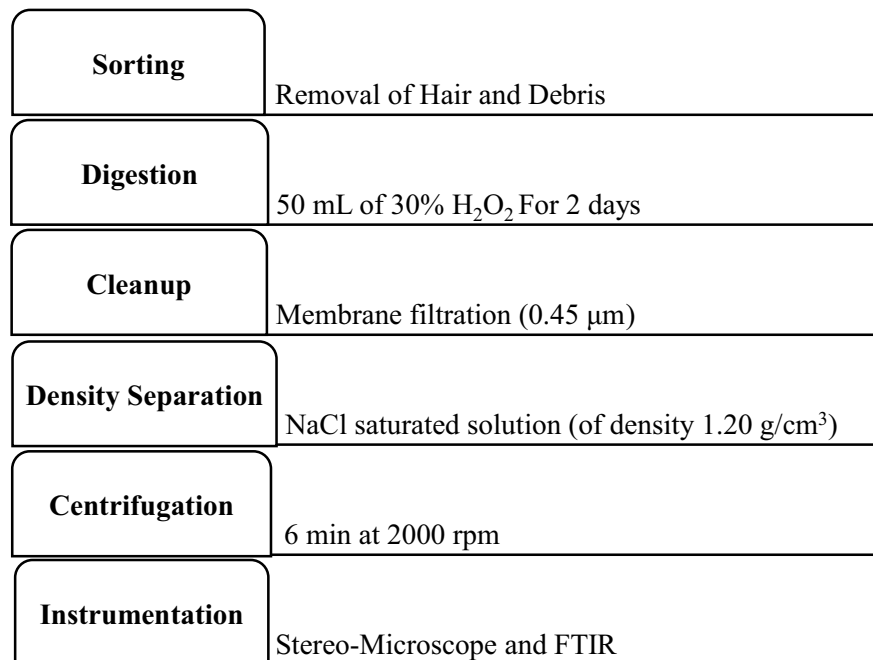 Sorting
Removal of Hair and Debris
Digestion
50 mL of 30% H₂O₂ For 2 days
Cleanup
Membrane filtration (0.45 μm)
Density Separation
NaCl saturated solution (of density 1.20 g/cm³)
Centrifugation
6 min at 2000 rpm
Instrumentation
Stereo-Microscope and FTIR